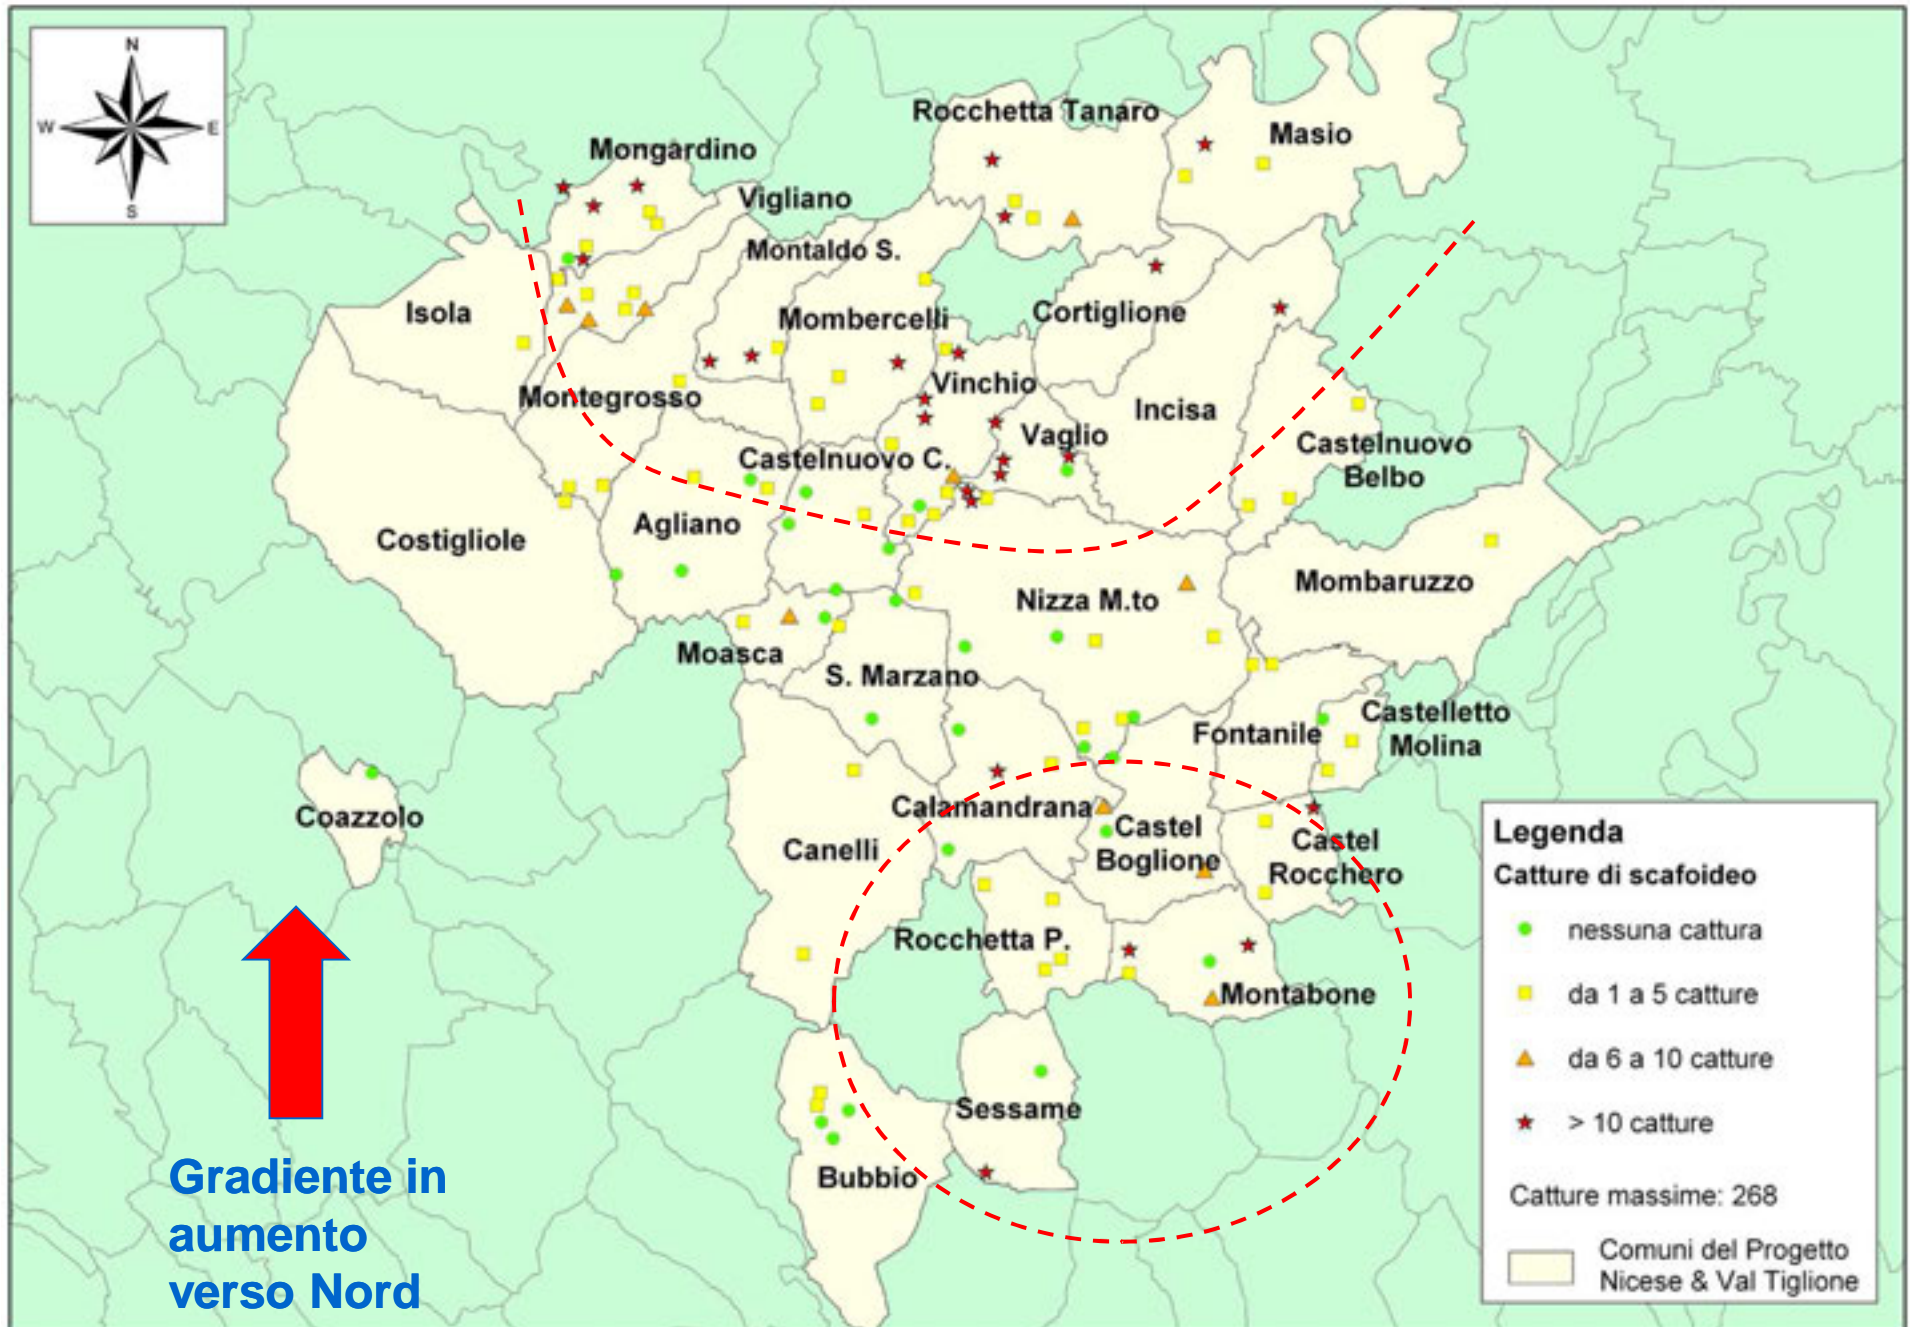 N
W
E
S
Rocchetta Tanaro
Masio
Mongardino
Vigliano
Montaldo S.
Isola
Mombercelli
Cortiglione
Montegrosso
Vinchio
Incisa
Vaglio
Castelnuovo
Belbo
Castelnuovo C.
Agliano
Costigliole
Mombaruzzo
Nizza M.to
Moasca
S. Marzano
Castelletto
Molina
Fontanile
Coazzolo
Calamandrana
Castel
Boglione
Castel
Rocchero
Canelli
Rocchetta P.
Montabone
Sessame
Bubbio
Gradiente in
aumento
verso Nord
Legenda
Catture di scafoideo
nessuna cattura
da 1 a 5 catture
da 6 a 10 catture
> 10 catture
Catture massime: 268
Comuni del Progetto
Nicese & Val Tiglione